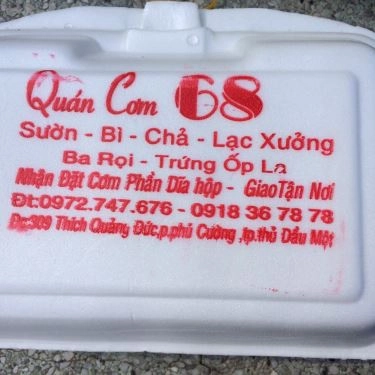 Quán Cơm 68
Sườn - Bì - Chả - Lạc Xưởng
Ba Rọi - Trứng Ốp La
Nhận Đặt Cơm Phần Dĩa hộp - Giao Tận Nơi
Đt:0972.747.676 - 0918 36 78 78
Đc:309 Thích Quảng Đức,p.phú Cường ,tp.thủ Dầu Một